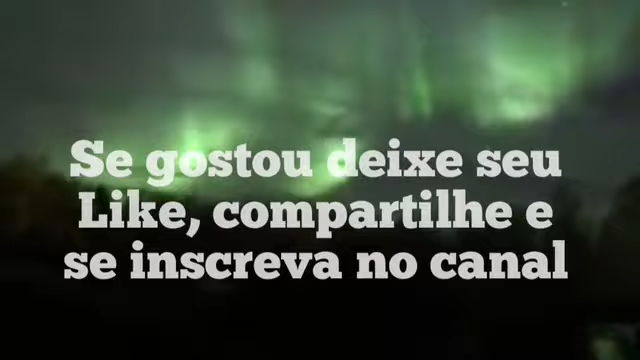 Se gostou deixe seu
Like, compartilhe e
se inscreva no canal